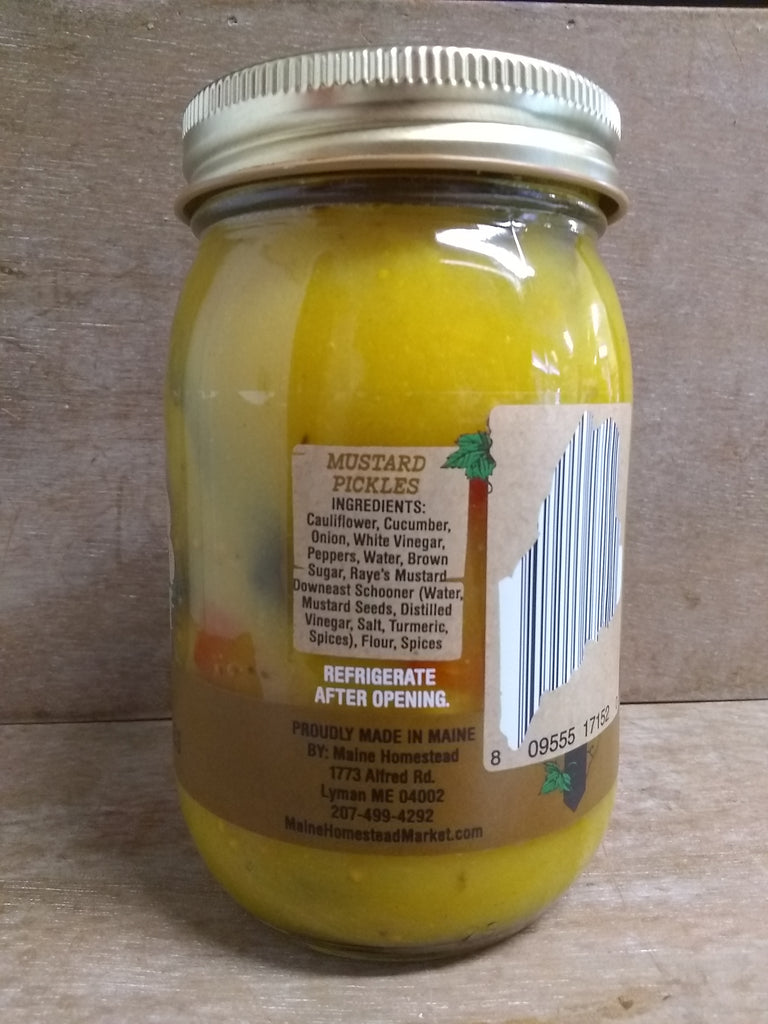 MUSTARD
PICKLES
INGREDIENTS:
Cauliflower, Cucumber,
Onion, White Vinegar,
Peppers, Water, Brown
Sugar, Raye's Mustard
Downeast Schooner (Water,
Mustard Seeds, Distilled
Vinegar, Salt, Turmeric,
Spices), Flour, Spices
REFRIGERATE
AFTER OPENING.
PROUDLY MADE IN MAINE
BY: Maine Homestead
1773 Alfred Rd.
Lyman ME 04002
207-499-4292
MaineHomesteadMarket.com
8 09555 17152